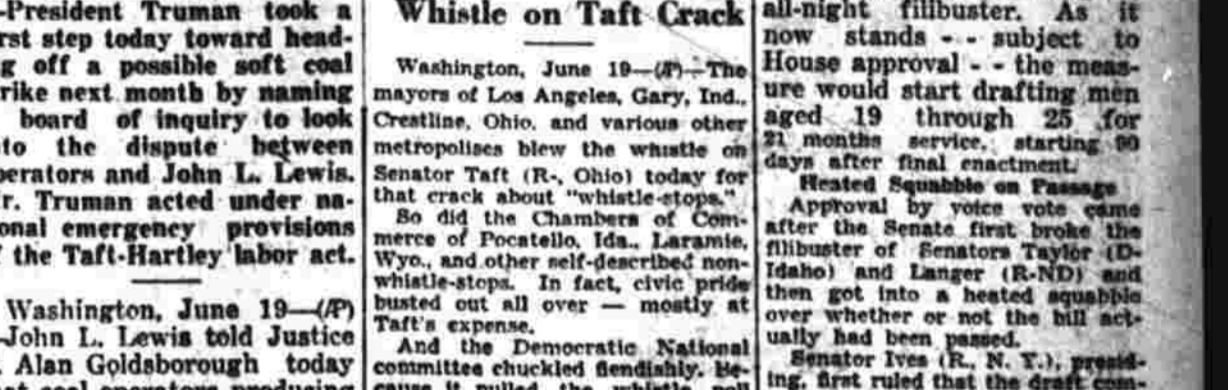 -President Truman took a
rst step today toward head-
g off a possible soft coal
rike next month by naming
board of inquiry to look
to the dispute between
perators and John L. Lewis.
r. Truman acted under na-
onal emergency provisions
f the Taft-Hartley labor act.
Washington, June 19—(AP)
-John L. Lewis told Justice
. Alan Goldsborough today
coal operators producing
Whistle on Taft Crack
Washington, June 19—(AP)—The
mayors of Los Angeles, Gary, Ind.,
Crestline, Ohio, and various other
metropolises blew the whistle on
Senator Taft (R-, Ohio) today for
that crack about "whistle-stops."
So did the Chambers of Com-
merce of Pocatello, Ida., Laramie,
Wyo., and other self-described non-
whistle-stops. In fact, civic pride
busted out all over — mostly at
Taft's expense.
And the Democratic National
committee chuckled fiendishly. Be-
cause it pulled the whistle poll
all-night filibuster. As it
now stands - - subject to
House approval - - the meas-
ure would start drafting men
aged 19 through 25 for
21 months service, starting 90
days after final enactment.
Heated Squabble on Passage
Approval by voice vote came
after the Senate first broke the
filibuster of Senators Taylor (D-
Idaho) and Langer (R-ND) and
then got into a heated squabble
over whether or not the bill act-
ually had been passed.
Senator Ives (R., N. Y.), presid-
ing, first ruled that the draft